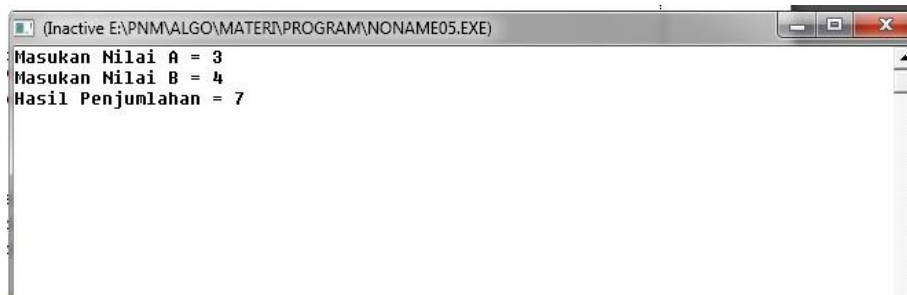 (Inactive E:\PNM\ALGO\MATERI\PROGRAM\NONAME05.EXE)
Masukan Nilai A = 3
Masukan Nilai B = 4
Hasil Penjumlahan = 7